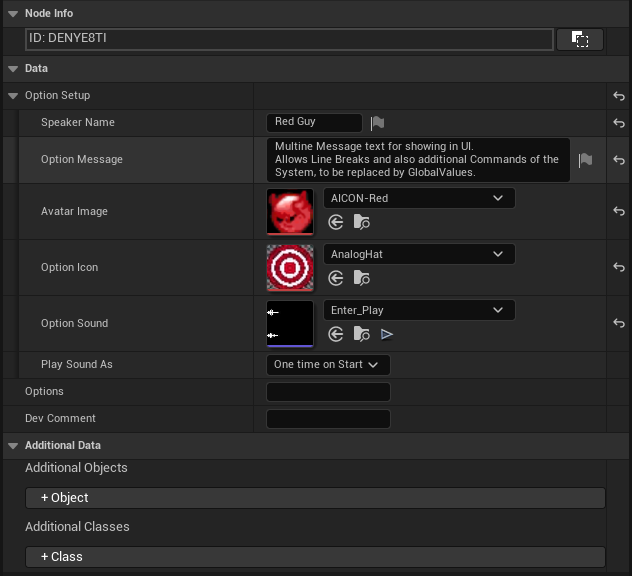 Node Info
ID: DENYE8TI
Data
Option Setup
Speaker Name
Red Guy
Option Message
Multine Message text for showing in UI.
Allows Line Breaks and also additional Commands of the
System, to be replaced by GlobalValues.
Avatar Image
AICON-Red
Option Icon
AnalogHat
Option Sound
Enter_Play
Play Sound As
One time on Start
Options
Dev Comment
Additional Data
Additional Objects
+ Object
Additional Classes
+ Class